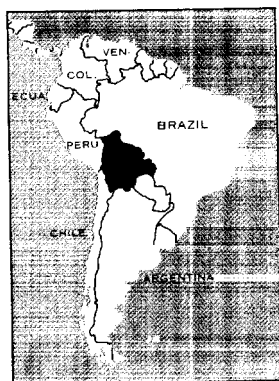 VEN.
COL.
ECUA.
BRAZIL
PERU
CHILE
ARGENTINA